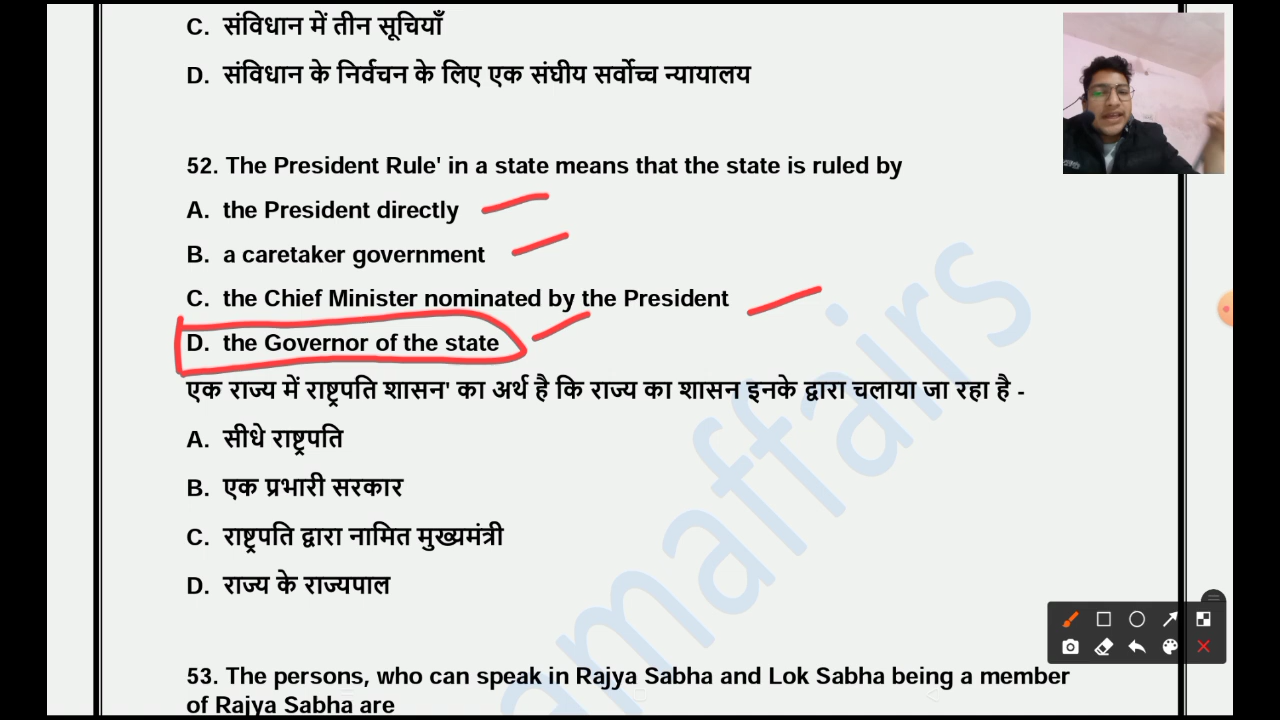 C. संविधान में तीन सूचियाँ
D. संविधान के निर्वचन के लिए एक संघीय सर्वोच्च न्यायालय
52. The President Rule' in a state means that the state is ruled by
A. the President directly
B. a caretaker government
C. the Chief Minister nominated by the President
D. the Governor of the state
एक राज्य में राष्ट्रपति शासन' का अर्थ है कि राज्य का शासन इनके द्वारा चलाया जा रहा है -
A. सीधे राष्ट्रपति
B. एक प्रभारी सरकार
C. राष्ट्रपति द्वारा नामित मुख्यमंत्री
D. राज्य के राज्यपाल
53. The persons, who can speak in Rajya Sabha and Lok Sabha being a member
of Rajya Sabha are
amaffairs